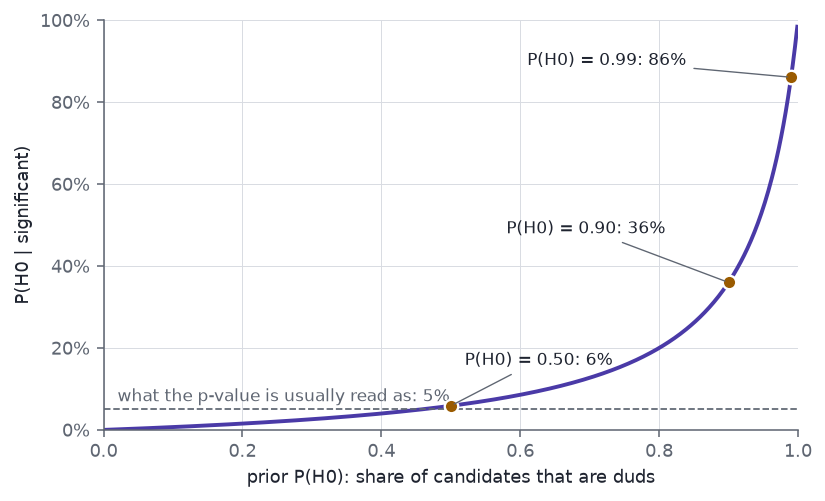 100%
P(H0) = 0.99: 86%
80%
60%
P(H0 | significant)
P(H0) = 0.90: 36%
40%
20%
P(H0) = 0.50: 6%
what the p-value is usually read as: 5%
0%
0.0 0.2 0.4 0.6 0.8 1.0
prior P(H0): share of candidates that are duds